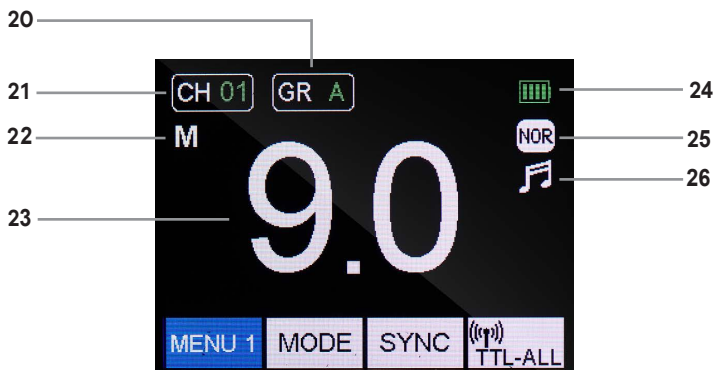 20
21 CH 01 GR A 24
22 M NOR 25
26
23 9.0
MENU 1 MODE SYNC TTL-ALL